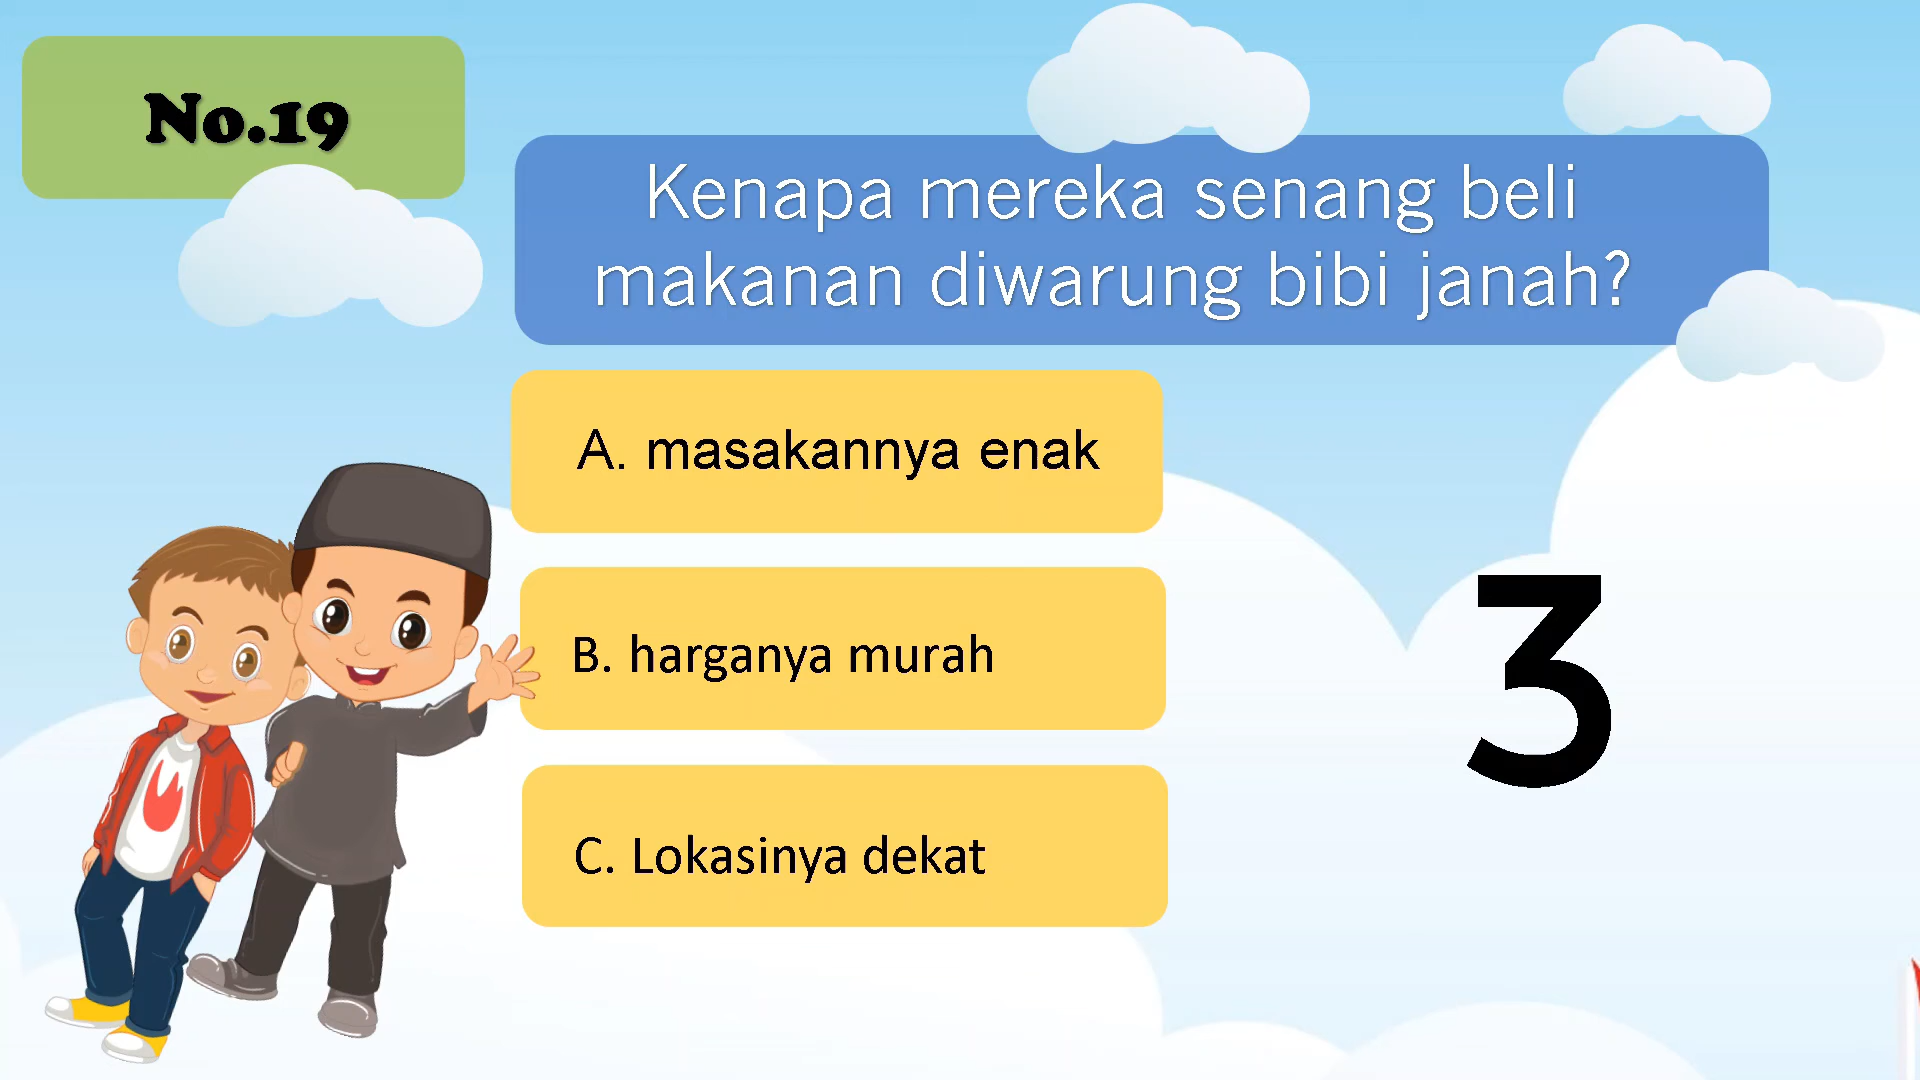 No.19
Kenapa mereka senang beli
makanan diwarung bibi janah?
A. masakannya enak
B. harganya murah
C. Lokasinya dekat
3